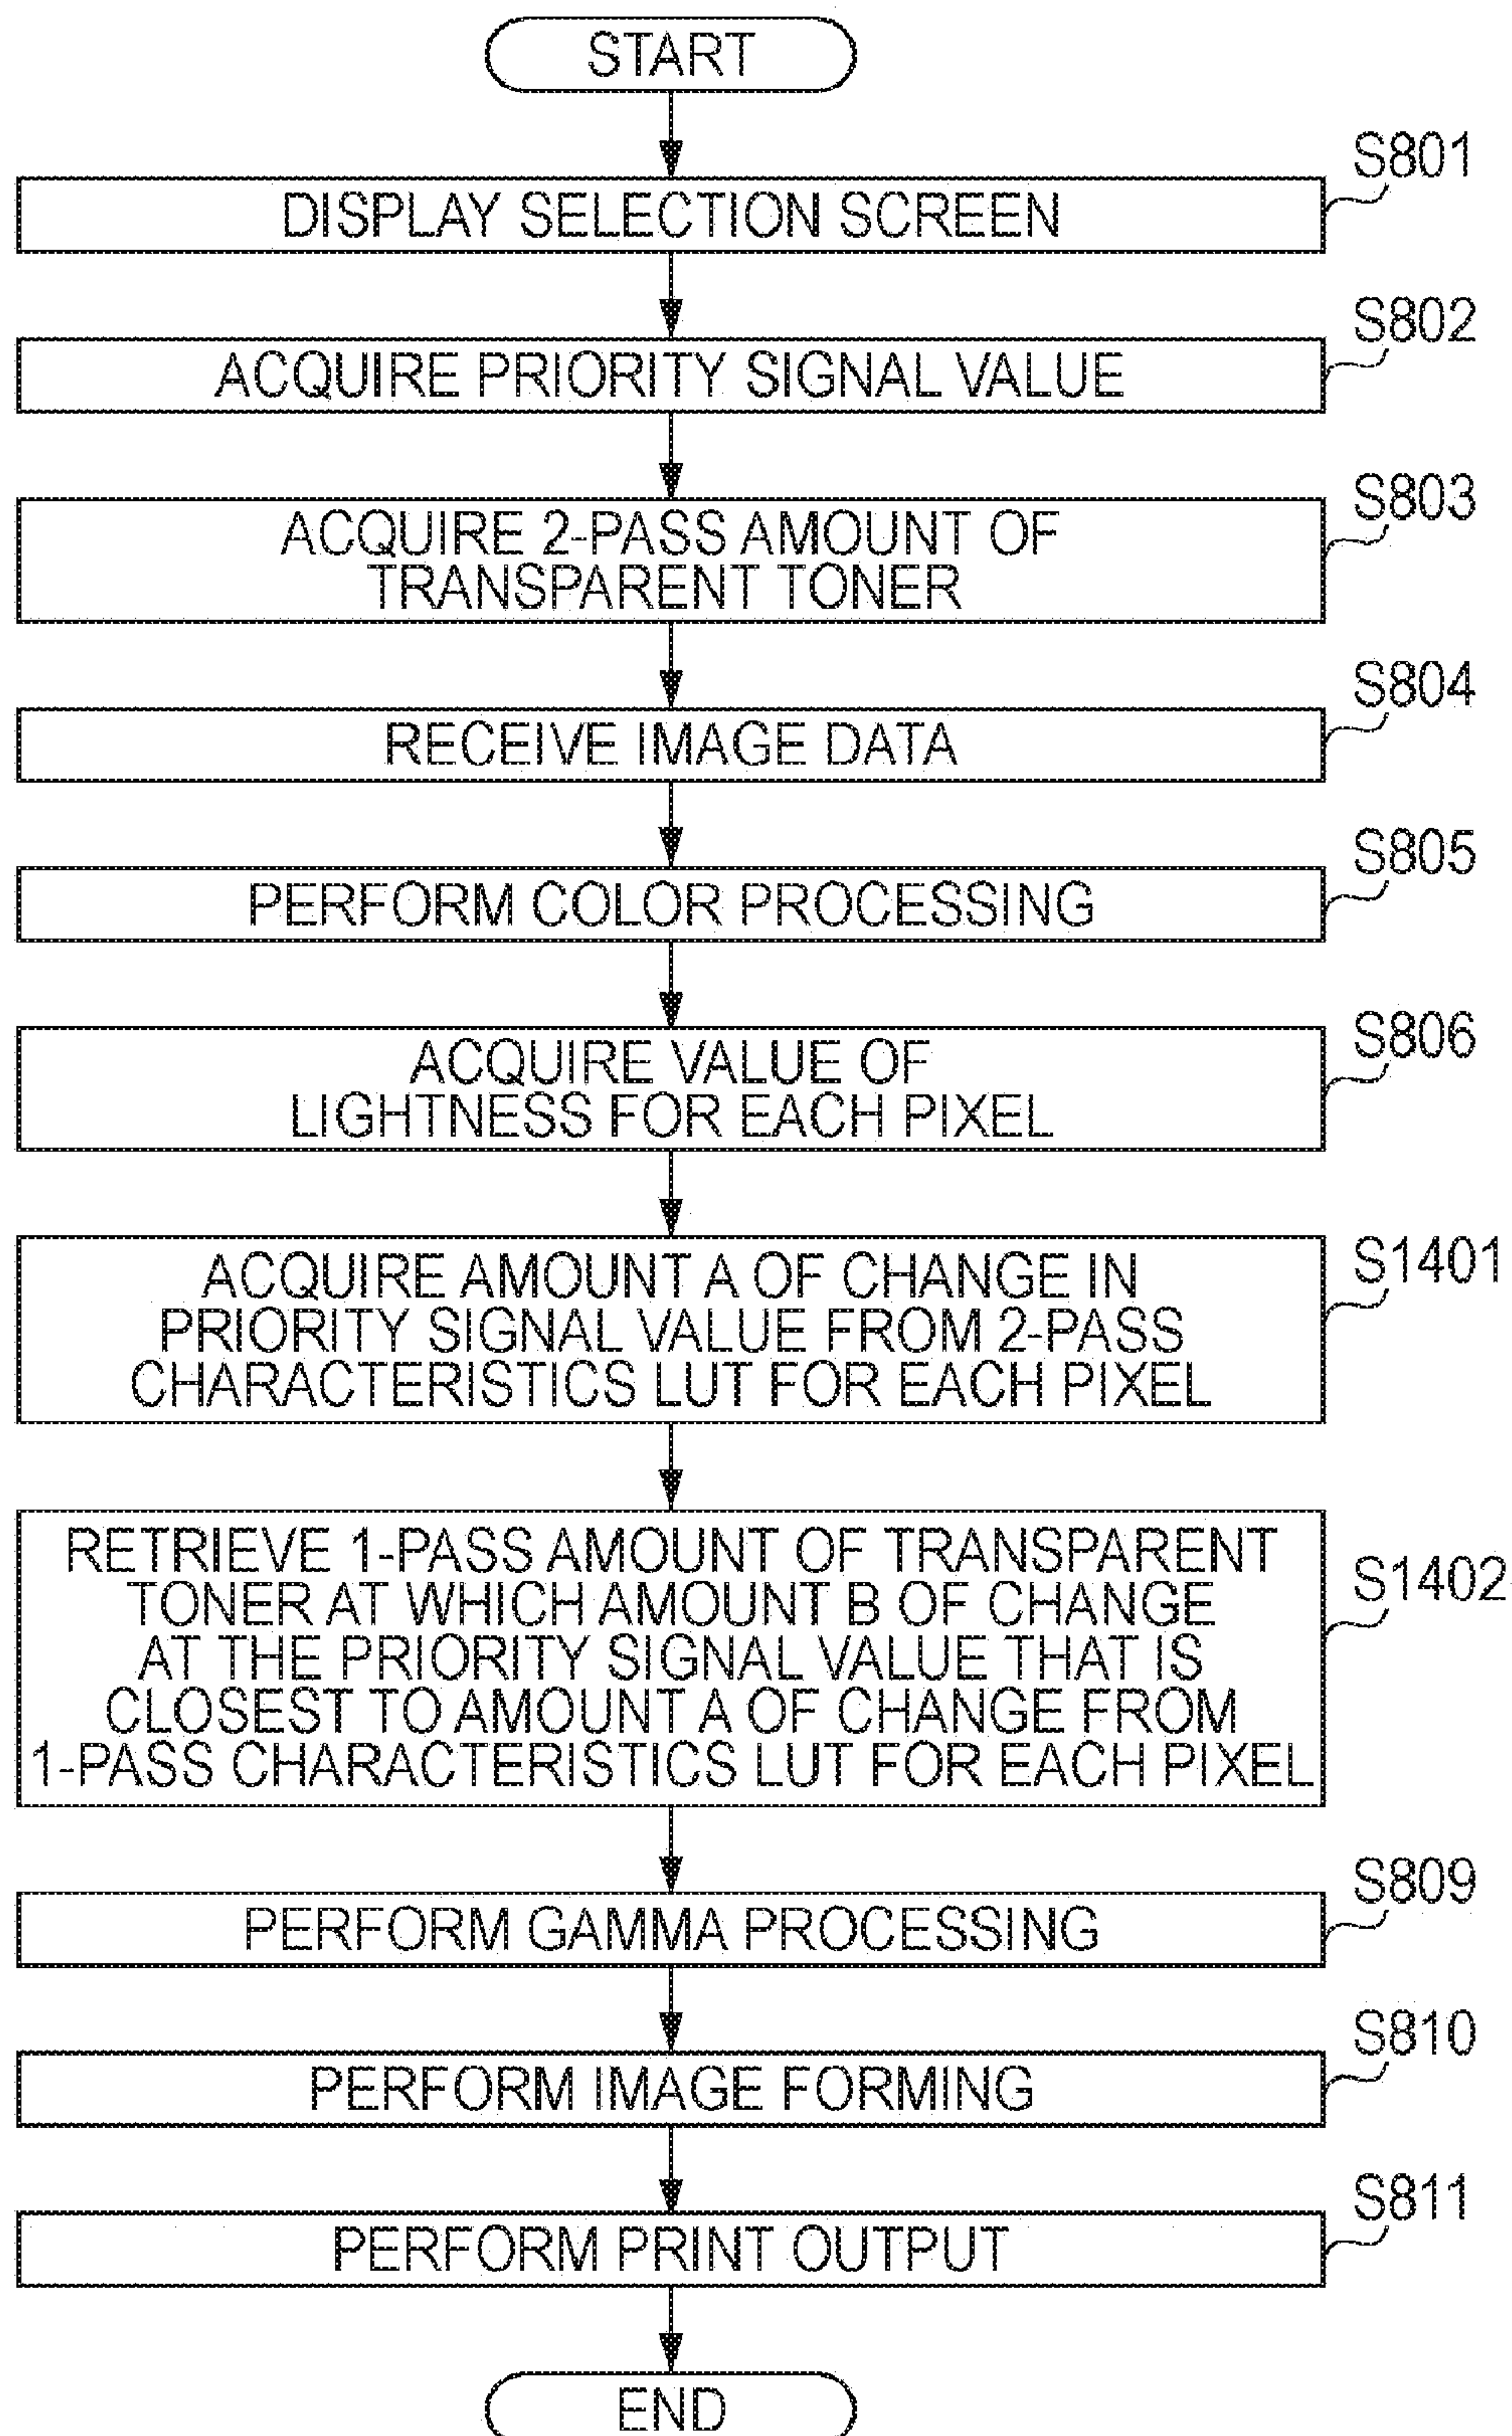 START
S801
DISPLAY SELECTION SCREEN
S802
ACQUIRE PRIORITY SIGNAL VALUE
S803
ACQUIRE 2-PASS AMOUNT OF
TRANSPARENT TONER
S804
RECEIVE IMAGE DATA
S805
PERFORM COLOR PROCESSING
S806
ACQUIRE VALUE OF
LIGHTNESS FOR EACH PIXEL
S1401
ACQUIRE AMOUNT A OF CHANGE IN
PRIORITY SIGNAL VALUE FROM 2-PASS
CHARACTERISTICS LUT FOR EACH PIXEL
S1402
RETRIEVE 1-PASS AMOUNT OF TRANSPARENT
TONER AT WHICH AMOUNT B OF CHANGE
AT THE PRIORITY SIGNAL VALUE THAT IS
CLOSEST TO AMOUNT A OF CHANGE FROM
1-PASS CHARACTERISTICS LUT FOR EACH PIXEL
S809
PERFORM GAMMA PROCESSING
S810
PERFORM IMAGE FORMING
S811
PERFORM PRINT OUTPUT
END